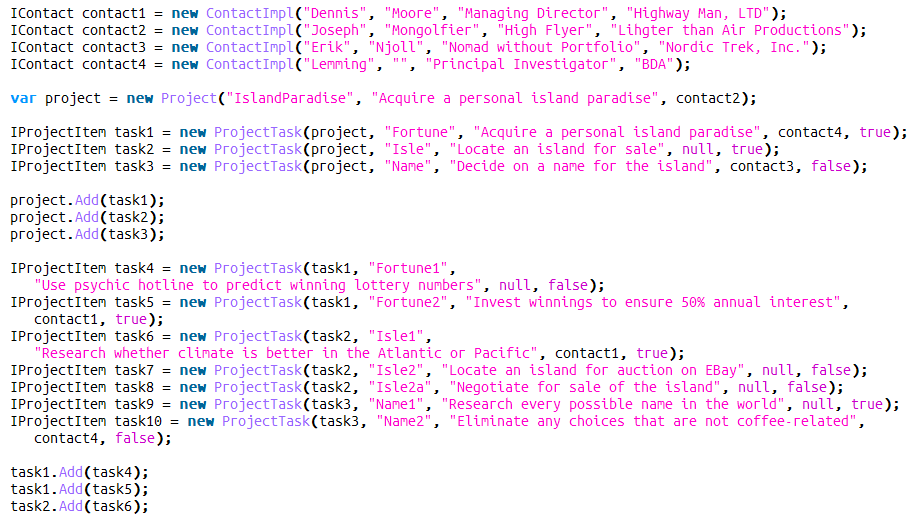 IContact contact1 = new ContactImpl("Dennis", "Moore", "Managing Director", "Highway Man, LTD");
IContact contact2 = new ContactImpl("Joseph", "Mongolfier", "High Flyer", "Lihgter than Air Productions");
IContact contact3 = new ContactImpl("Erik", "Njoll", "Nomad without Portfolio", "Nordic Trek, Inc.");
IContact contact4 = new ContactImpl("Lemming", "", "Principal Investigator", "BDA");

var project = new Project("IslandParadise", "Acquire a personal island paradise", contact2);

IProjectItem task1 = new ProjectTask(project, "Fortune", "Acquire a personal island paradise", contact4, true);
IProjectItem task2 = new ProjectTask(project, "Isle", "Locate an island for sale", null, true);
IProjectItem task3 = new ProjectTask(project, "Name", "Decide on a name for the island", contact3, false);

project.Add(task1);
project.Add(task2);
project.Add(task3);

IProjectItem task4 = new ProjectTask(task1, "Fortune1",
   "Use psychic hotline to predict winning lottery numbers", null, false);
IProjectItem task5 = new ProjectTask(task1, "Fortune2", "Invest winnings to ensure 50% annual interest",
   contact1, true);
IProjectItem task6 = new ProjectTask(task2, "Isle1",
   "Research whether climate is better in the Atlantic or Pacific", contact1, true);
IProjectItem task7 = new ProjectTask(task2, "Isle2", "Locate an island for auction on EBay", null, false);
IProjectItem task8 = new ProjectTask(task2, "Isle2a", "Negotiate for sale of the island", null, false);
IProjectItem task9 = new ProjectTask(task3, "Name1", "Research every possible name in the world", null, true);
IProjectItem task10 = new ProjectTask(task3, "Name2", "Eliminate any choices that are not coffee-related",
   contact4, false);

task1.Add(task4);
task1.Add(task5);
task2.Add(task6);